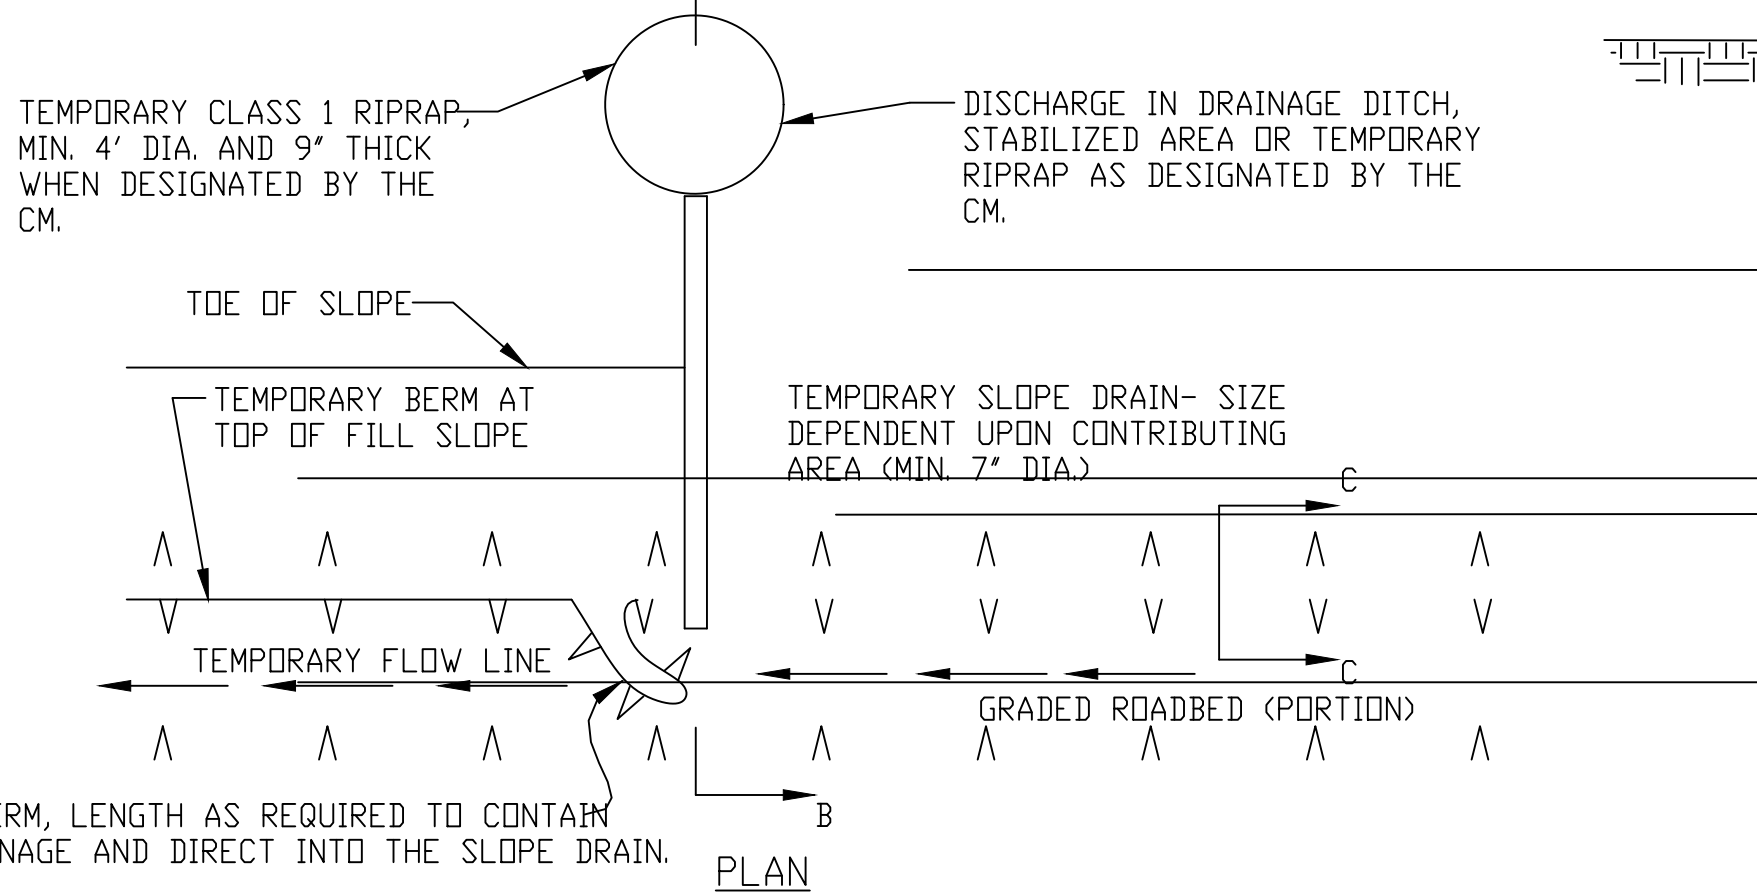 TEMPORARY CLASS 1 RIPRAP,
MIN. 4' DIA. AND 9" THICK
WHEN DESIGNATED BY THE
CM.
DISCHARGE IN DRAINAGE DITCH,
STABILIZED AREA OR TEMPORARY
RIPRAP AS DESIGNATED BY THE
CM.
TOE OF SLOPE
TEMPORARY BERM AT
TOP OF FILL SLOPE
TEMPORARY SLOPE DRAIN- SIZE
DEPENDENT UPON CONTRIBUTING
AREA (MIN. 7" DIA.)
C
TEMPORARY FLOW LINE
C
GRADED ROADBED (PORTION)
ERM, LENGTH AS REQUIRED TO CONTAIN
NAGE AND DIRECT INTO THE SLOPE DRAIN.
B
PLAN